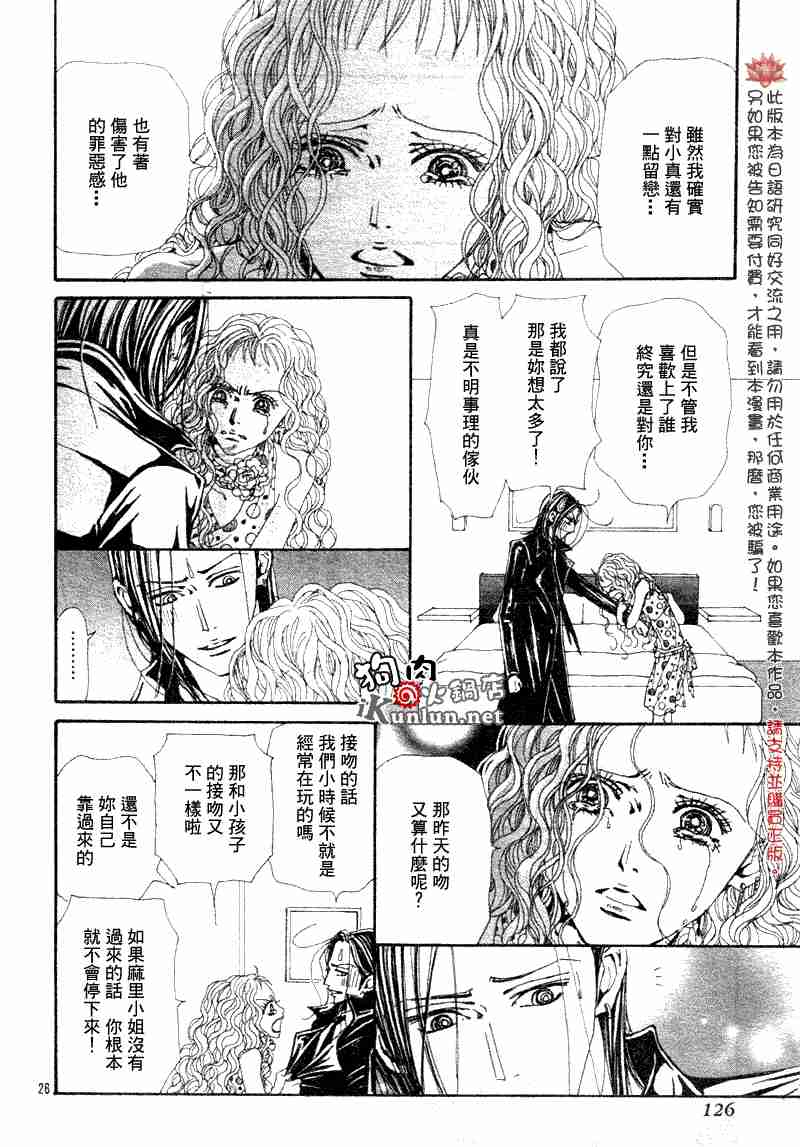 雖然我確實
對小真還有
一點留戀…
也有著
傷害了他
的罪惡感…
但是不管我
喜歡上了誰
終究還是對你…
我都說了
那是妳想太多了！
真是不明事理的傢伙
………
那昨天的吻
又算什麼呢？
接吻的話
我們小時候不就是
經常在玩的嗎
那和小孩子
的接吻又
不一樣啦
還不是
妳自己
靠過來的
如果麻里小姐沒有
過來的話 你根本
就不會停下來！
26
126
狗肉火鍋店
iKunlun.net
此版本為日語研究同好交流之用，請勿用於任何商業用途。如果您喜歡本作品，請支持並購買正版。
另如果您被告知需要付費，才能看到本漫畫，那麼，您被騙了！